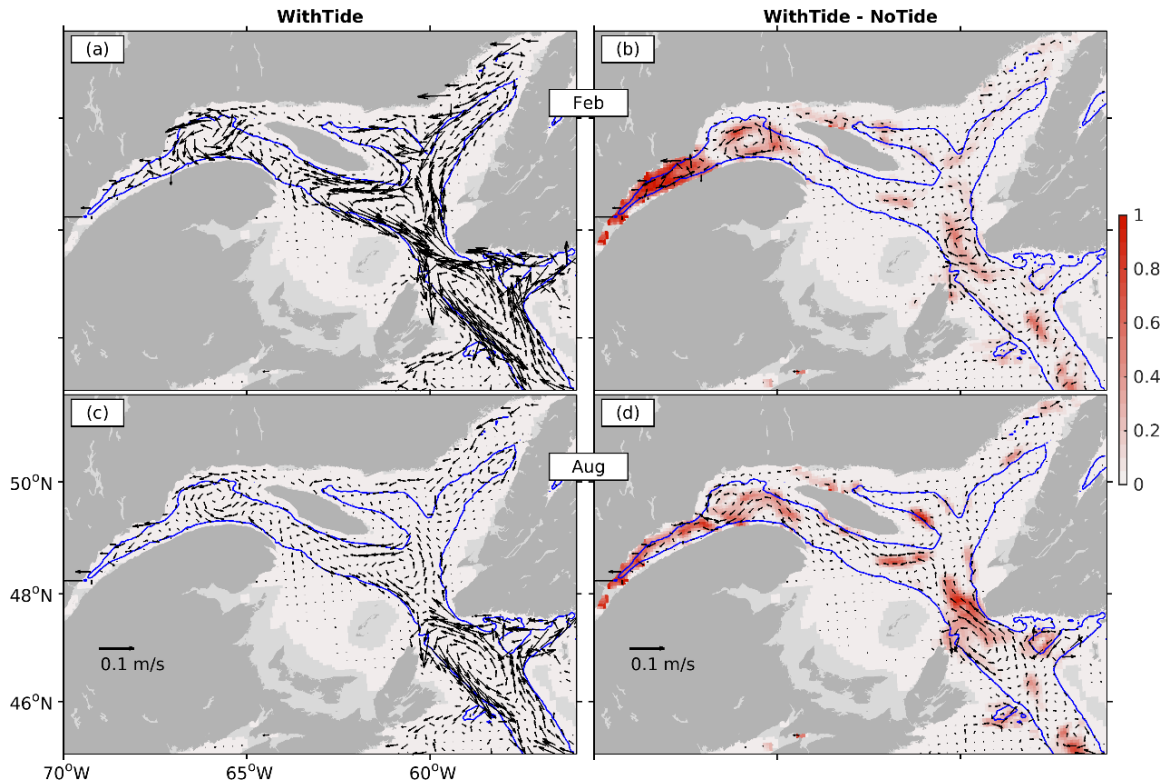 WithTide
WithTide - NoTide
(a)
(b)
Feb
1
0.8
0.6
0.4
0.2
0
(c)
(d)
Aug
50°N
48°N
46°N
0.1 m/s
0.1 m/s
70°W
65°W
60°W